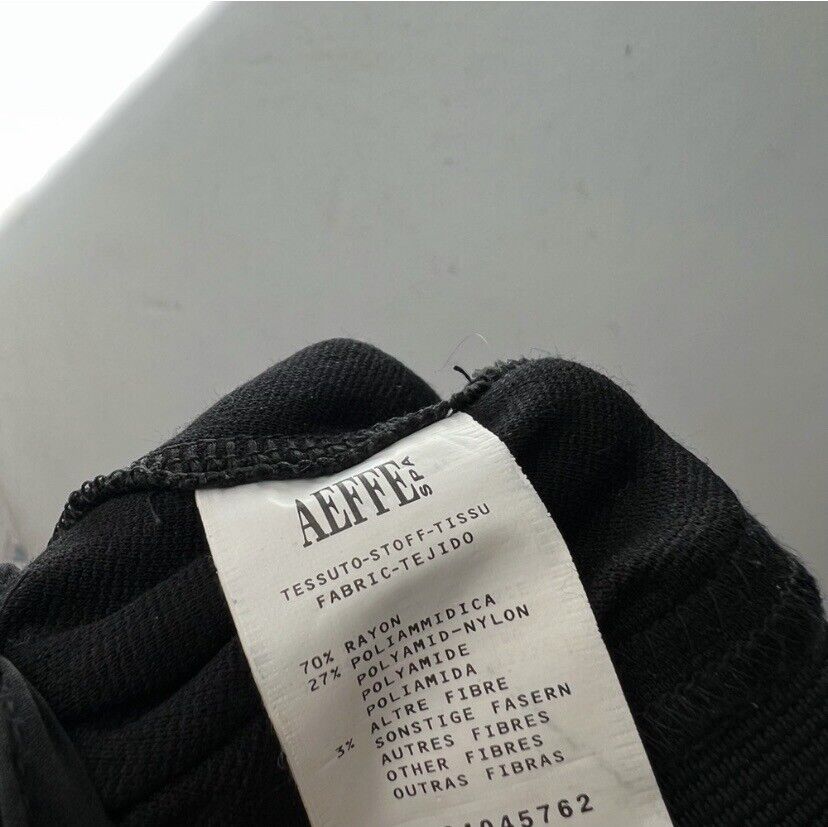 AEFFE SPA
TESSUTO-STOFF-TISSU
FABRIC-TEJIDO
70% RAYON
27% POLIAMMIDICA
POLYAMID-NYLON
POLYAMIDE
POLIAMIDA
ALTRE FIBRE
3% SONSTIGE FASERN
AUTRES FIBRES
OTHER FIBRES
OUTRAS FIBRAS
4045762